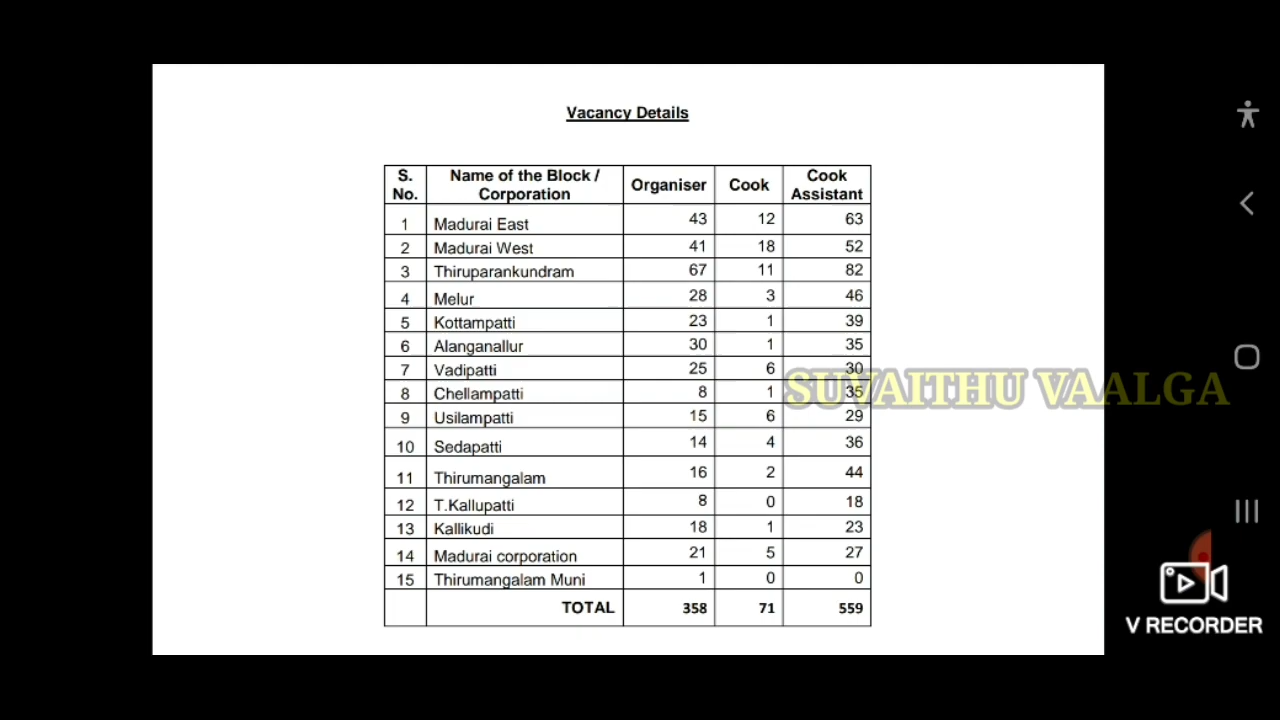 Vacancy Details
S. No. Name of the Block / Corporation Organiser Cook Cook Assistant
1 Madurai East 43 12 63
2 Madurai West 41 18 52
3 Thiruparankundram 67 11 82
4 Melur 28 3 46
5 Kottampatti 23 1 39
6 Alanganallur 30 1 35
7 Vadipatti 25 6 30
8 Chellampatti 8 1 35
9 Usilampatti 15 6 29
10 Sedapatti 14 4 36
11 Thirumangalam 16 2 44
12 T.Kallupatti 8 0 18
13 Kallikudi 18 1 23
14 Madurai corporation 21 5 27
15 Thirumangalam Muni 1 0 0
TOTAL 358 71 559
SUVAITHU VAALGA
V RECORDER